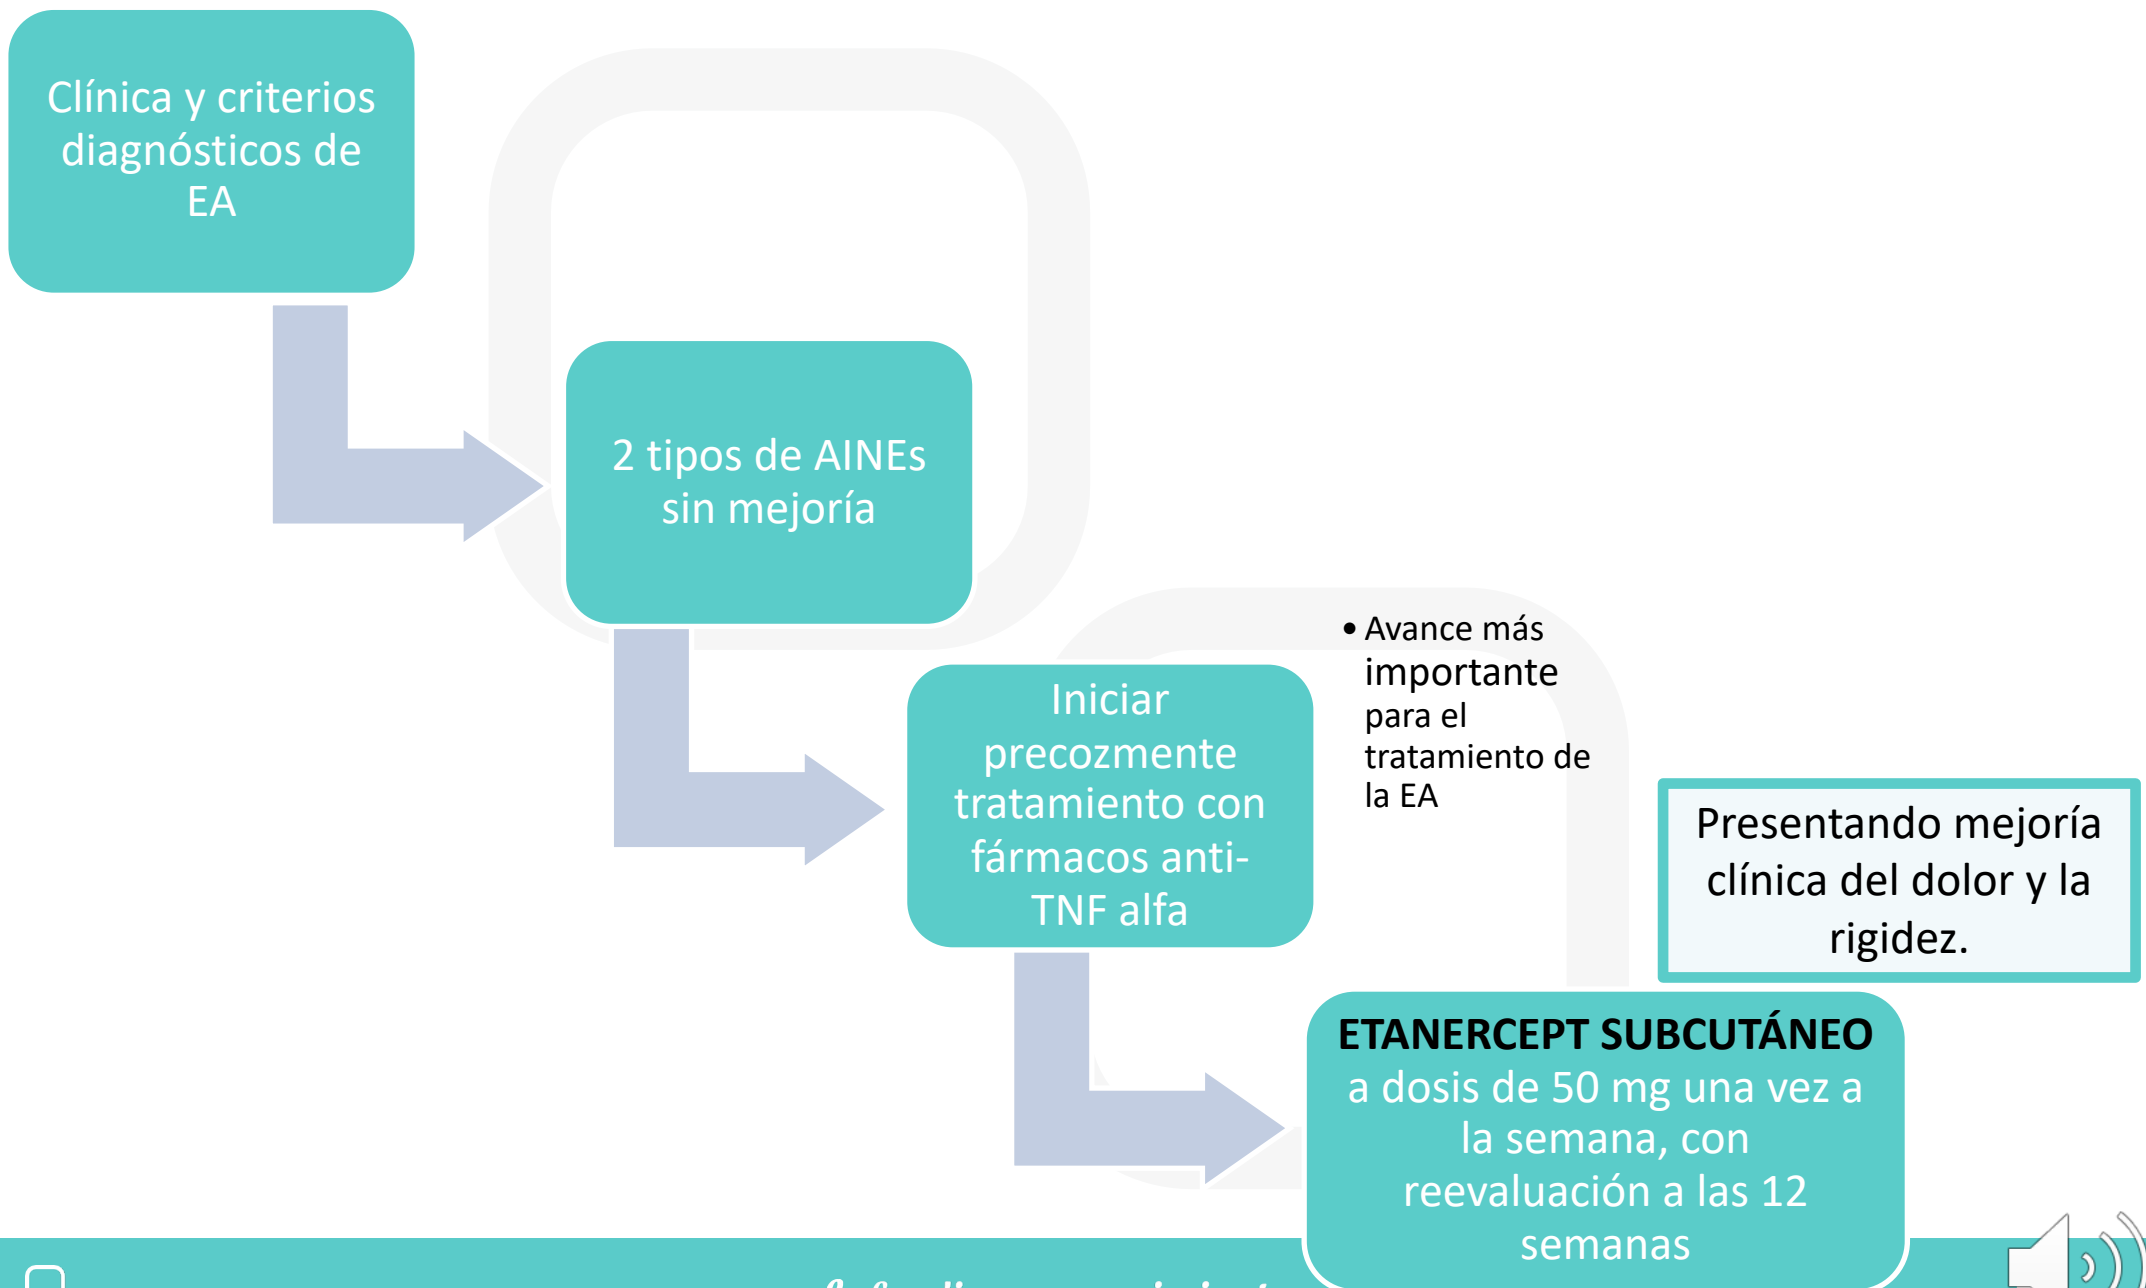 Clínica y criterios
diagnósticos de
EA
2 tipos de AINEs
sin mejoría
Iniciar
precozmente
tratamiento con
fármacos anti-
TNF alfa
• Avance más
importante
para el
tratamiento de
la EA
Presentando mejoría
clínica del dolor y la
rigidez.
ETANERCEPT SUBCUTÁNEO
a dosis de 50 mg una vez a
la semana, con
reevaluación a las 12
semanas